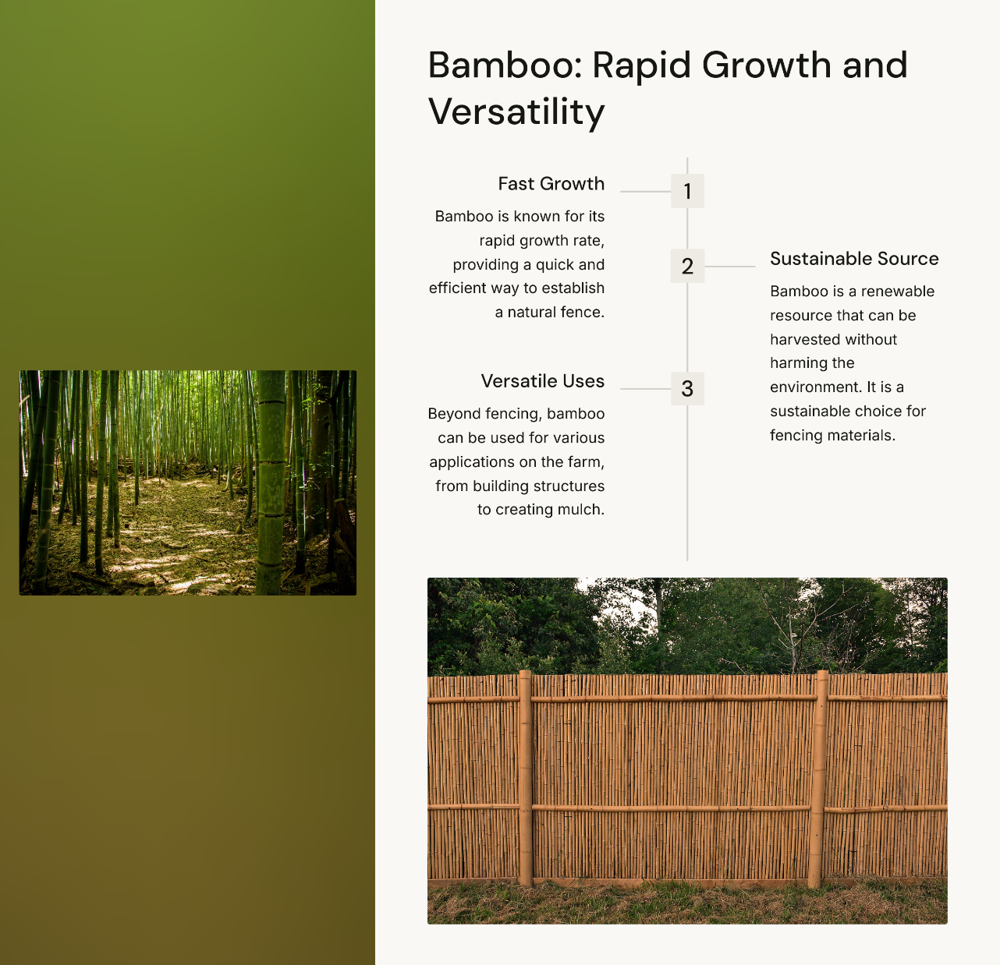 Bamboo: Rapid Growth and
Versatility
1
Fast Growth
Bamboo is known for its
rapid growth rate,
providing a quick and
efficient way to establish
a natural fence.
2
Sustainable Source
Bamboo is a renewable
resource that can be
harvested without
harming the
environment. It is a
sustainable choice for
fencing materials.
3
Versatile Uses
Beyond fencing, bamboo
can be used for various
applications on the farm,
from building structures
to creating mulch.